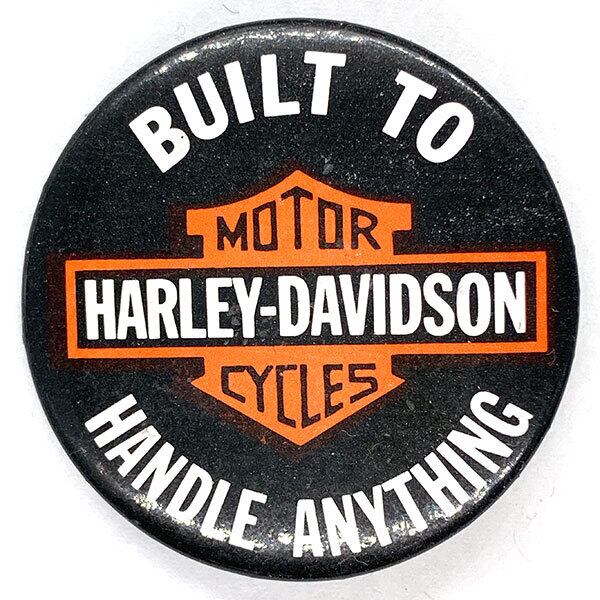 BUILT TO
MOTOR
HARLEY-DAVIDSON
CYCLES
HANDLE ANYTHING